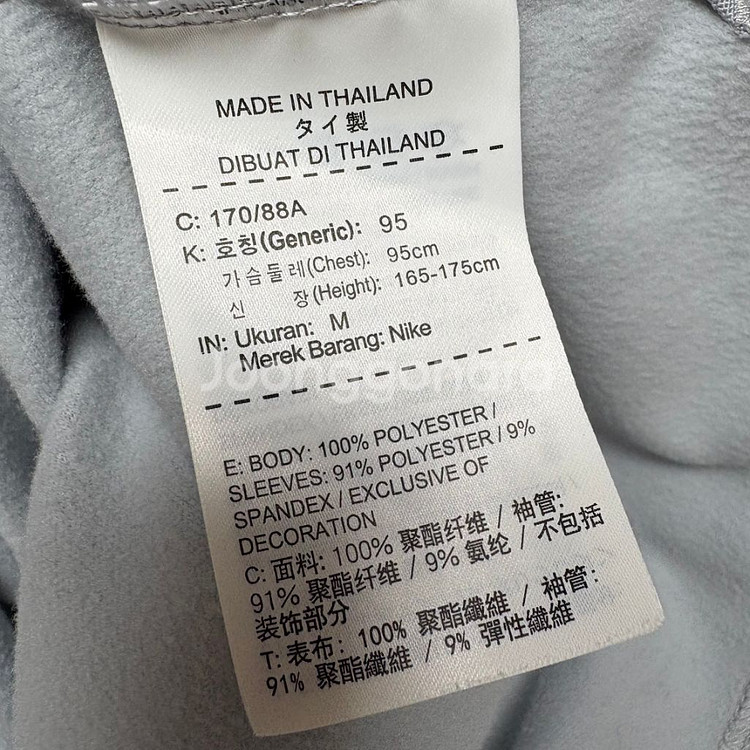 MADE IN THAILAND
タイ製
DIBUAT DI THAILAND
C: 170/88A
K: 호칭(Generic): 95
가슴둘레(Chest): 95cm
신 장(Height): 165-175cm
IN: Ukuran: M
Merek Barang: Nike
Joonggonara
E: BODY: 100% POLYESTER /
SLEEVES: 91% POLYESTER / 9%
SPANDEX / EXCLUSIVE OF
DECORATION
C: 面料: 100% 聚酯纤维 / 袖管:
91% 聚酯纤维 / 9% 氨纶 / 不包括
装饰部分
T: 表布: 100% 聚酯纖維 / 袖管:
91% 聚酯纖維 / 9% 彈性纖維